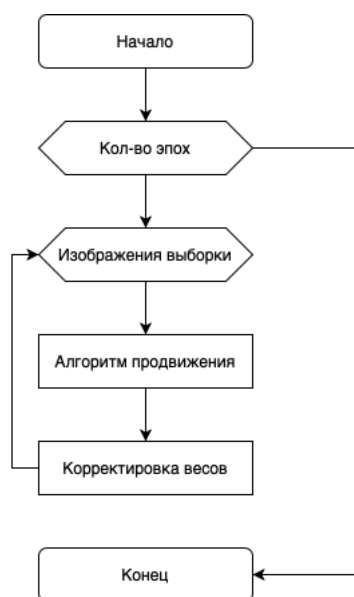 Начало
Кол-во эпох
Изображения выборки
Алгоритм продвижения
Корректировка весов
Конец